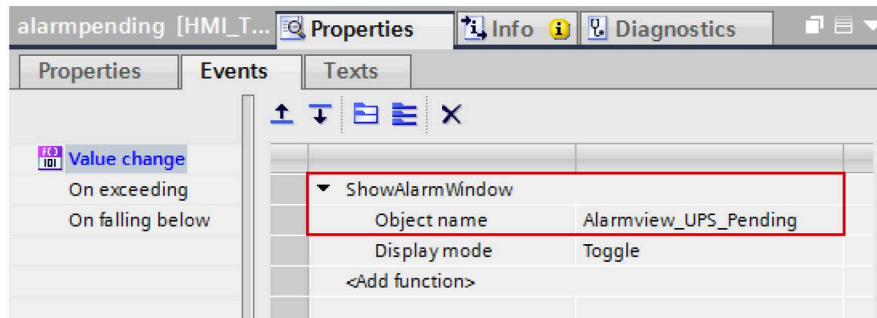 alarmpending [HMI_T... Properties Info Diagnostics
Properties Events Texts
Value change
On exceeding
On falling below
ShowAlarmWindow
Object name Alarmview_UPS_Pending
Display mode Toggle
<Add function>